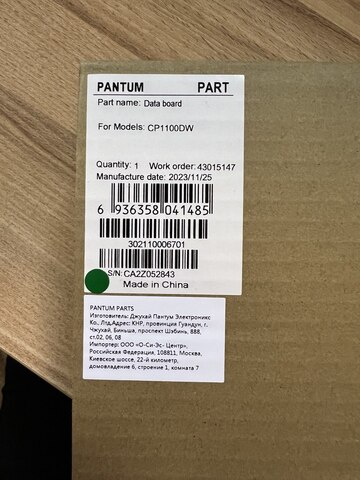 PANTUM PART
Part name: Data board
For Models: CP1100DW
Quantity: 1 Work order: 43015147
Manufacture date: 2023/11/25
6 936358 041485
302110006701
S/N: CA2Z052843
Made in China
PANTUM PARTS
Изготовитель: Джухай Пантум Электроникс
Ко., Лтд.Адрес: КНР, провинция Гуандун, г.
Чжухай, Биньша, проспект Шэбинь, 888,
ст.02, 06, 08
Импортер: ООО «О-Си-Эс- Центр»,
Российская Федерация, 108811, Москва,
Киевское шоссе, 22-й километр,
домовладение 6, строение 1, комната 7